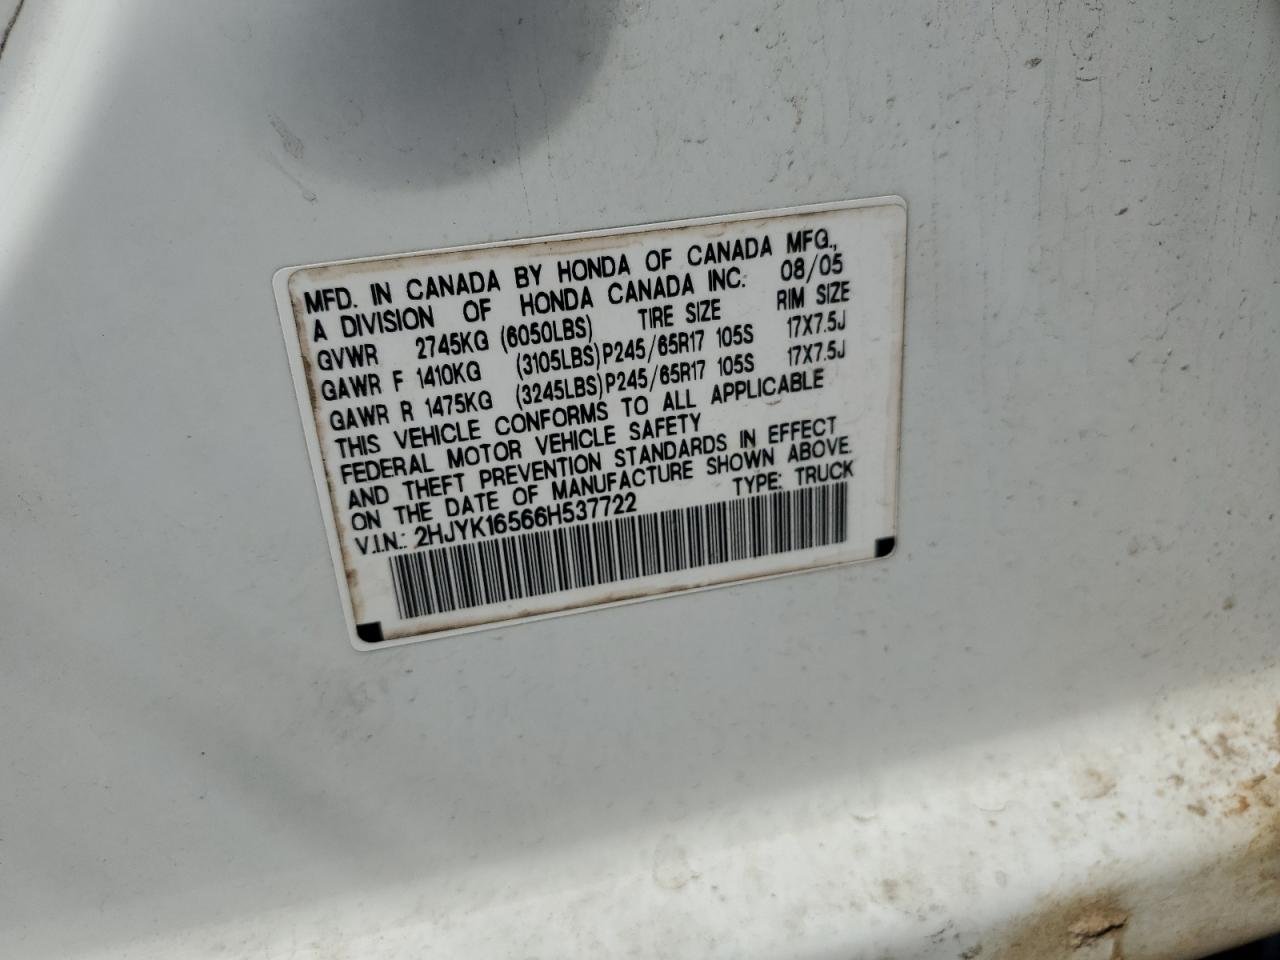 MFD. IN CANADA BY HONDA OF CANADA MFG.,
A DIVISION OF HONDA CANADA INC. 08/05
GVWR 2745KG (6050LBS) TIRE SIZE RIM SIZE
GAWR F 1410KG (3105LBS) P245/65R17 105S 17X7.5J
GAWR R 1475KG (3245LBS) P245/65R17 105S 17X7.5J
THIS VEHICLE CONFORMS TO ALL APPLICABLE
FEDERAL MOTOR VEHICLE SAFETY
AND THEFT PREVENTION STANDARDS IN EFFECT
ON THE DATE OF MANUFACTURE SHOWN ABOVE.
V.I.N.: 2HJYK16566H537722 TYPE: TRUCK